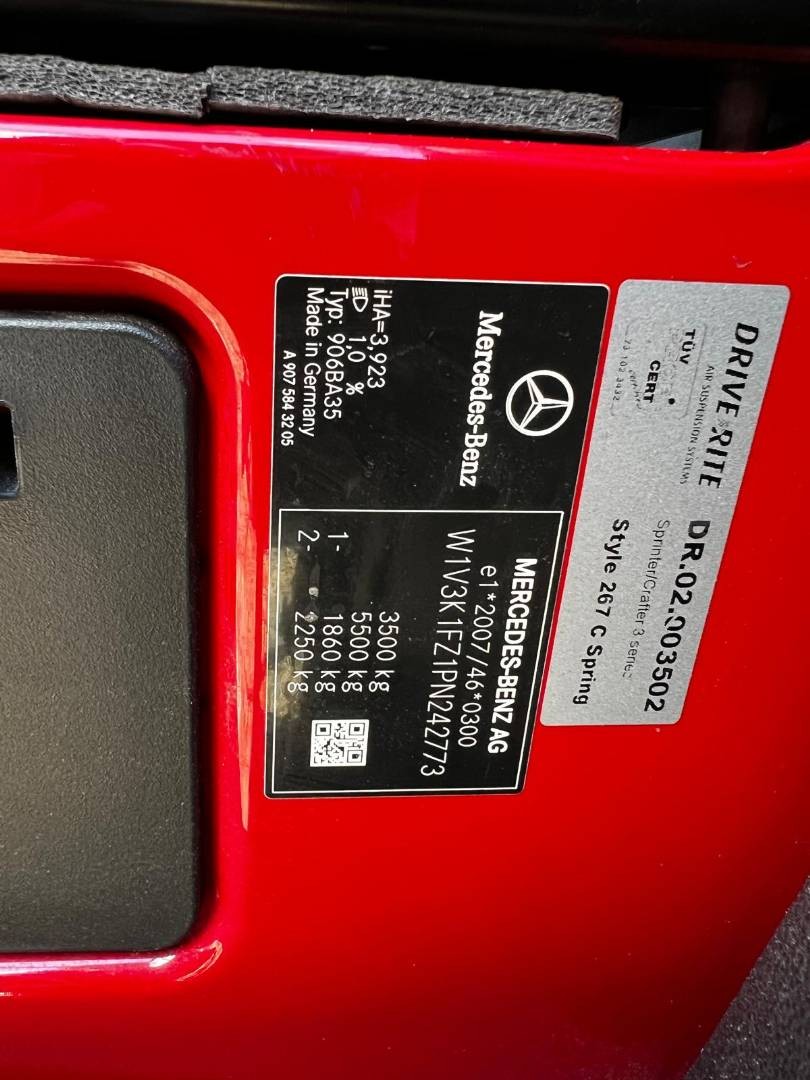 Mercedes-Benz
iHA=3,923
1,0 %
Typ: 906BA35
Made in Germany
A 907 584 32 05
MERCEDES-BENZ AG
e1*2007/46*0300
W1V3K1FZ1PN242773
3500 kg
5500 kg
1- 1860 kg
2- 2250 kg
DRIVE RITE
AIR SUSPENSION SYSTEMS
TÜV
CERT
DR.02.003502
Sprinter/Crafter 3 series
Style 267 C Spring